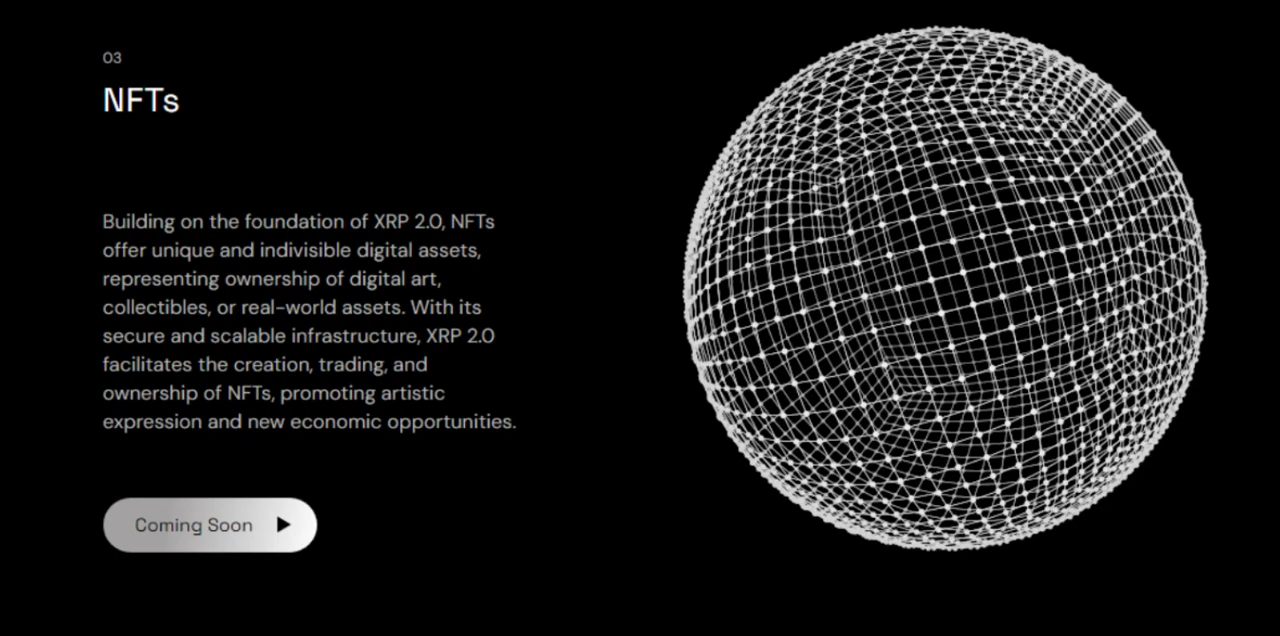 03
NFTs
Building on the foundation of XRP 2.0, NFTs
offer unique and indivisible digital assets,
representing ownership of digital art,
collectibles, or real-world assets. With its
secure and scalable infrastructure, XRP 2.0
facilitates the creation, trading, and
ownership of NFTs, promoting artistic
expression and new economic opportunities.
Coming Soon